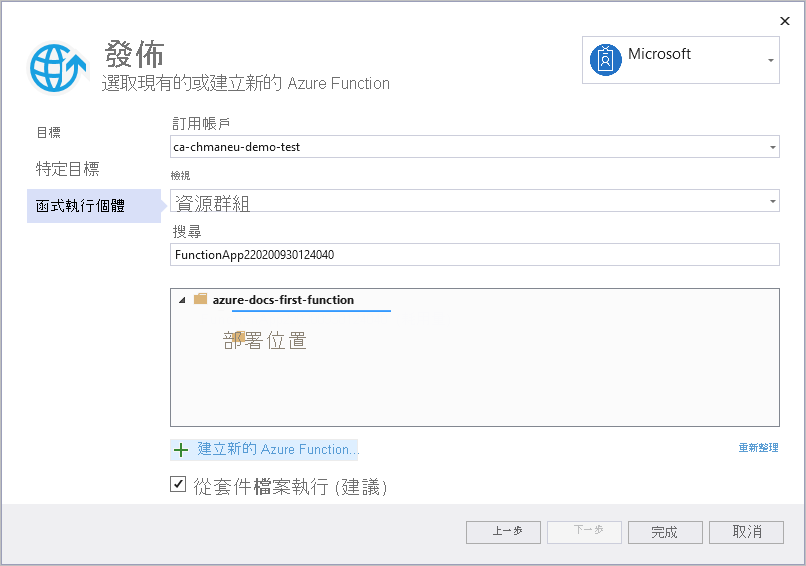 發佈
選取現有的或建立新的 Azure Function
Microsoft
目標
特定目標
函式執行個體
訂用帳戶
ca-chmaneu-demo-test
檢視
資源群組
搜尋
FunctionApp220200930124040
azure-docs-first-function
部署位置
建立新的 Azure Function...
重新整理
從套件檔案執行 (建議)
上一步
下一步
完成
取消